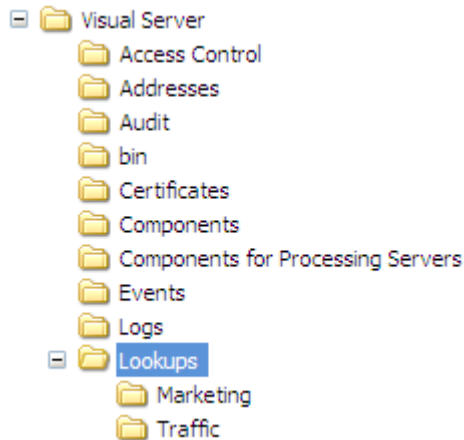 Visual Server
Access Control
Addresses
Audit
bin
Certificates
Components
Components for Processing Servers
Events
Logs
Lookups
Marketing
Traffic